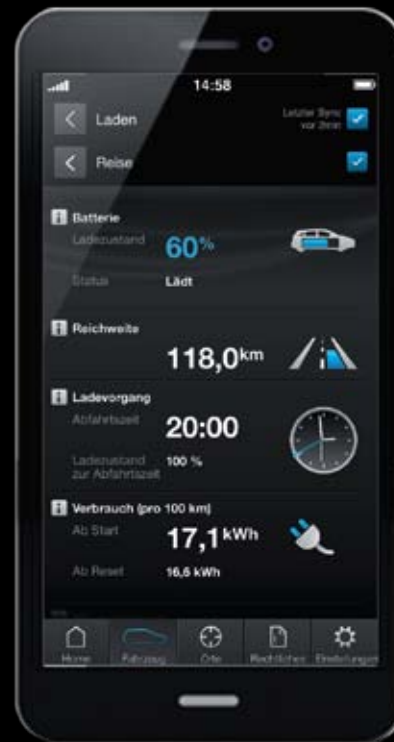 14:58
Laden
Letzter Sync
vor 2min
Reise
Batterie
Ladezustand 60%
Status Lädt
Reichweite
118,0km
Ladevorgang
Abfahrtszeit 20:00
Ladezustand 100 %
zur Abfahrtszeit
Verbrauch (pro 100 km)
Ab Start 17,1kWh
Ab Reset 16,5 kWh
Home Fahrzeug Orte Rechtliches Einstellungen